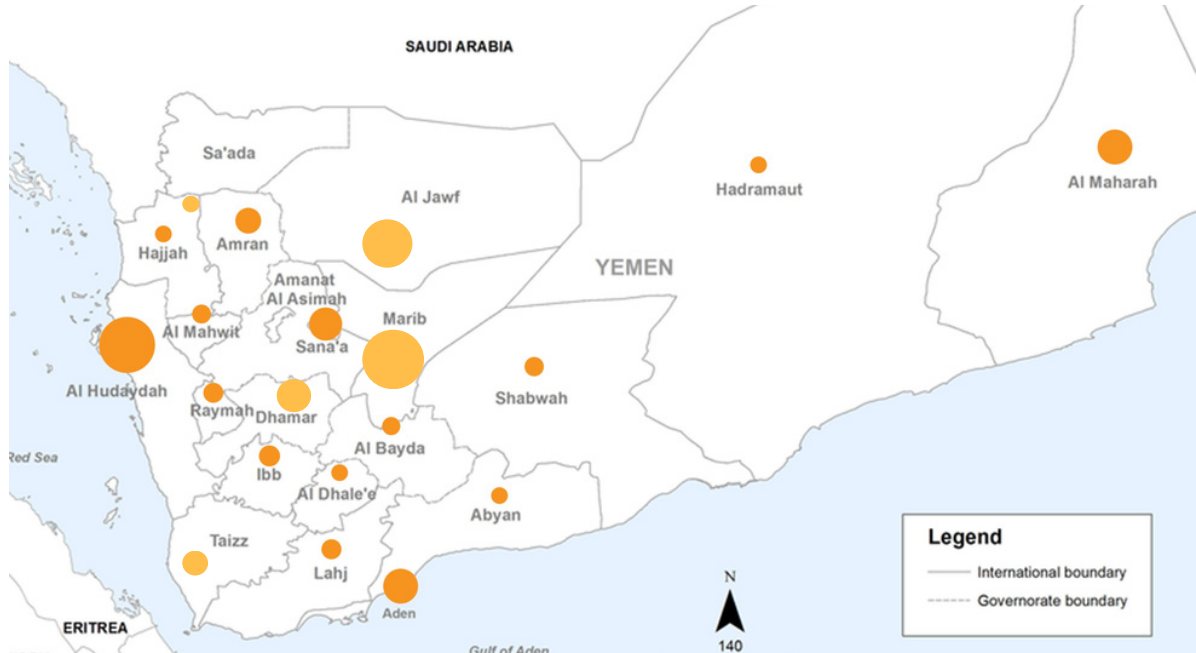 SAUDI ARABIA
Sa'ada
Al Jawf
Hadramaut
Al Maharah
Hajjah
Amran
YEMEN
Amanat
Al Asimah
Marib
Al Mahwit
Sana'a
Al Hudaydah
Shabwah
Raymah
Dhamar
Al Bayda
Red Sea
Ibb
Al Dhale'e
Abyan
Taizz
Lahj
Aden
ERITREA
Gulf of Aden
N
140
Legend
International boundary
Governorate boundary